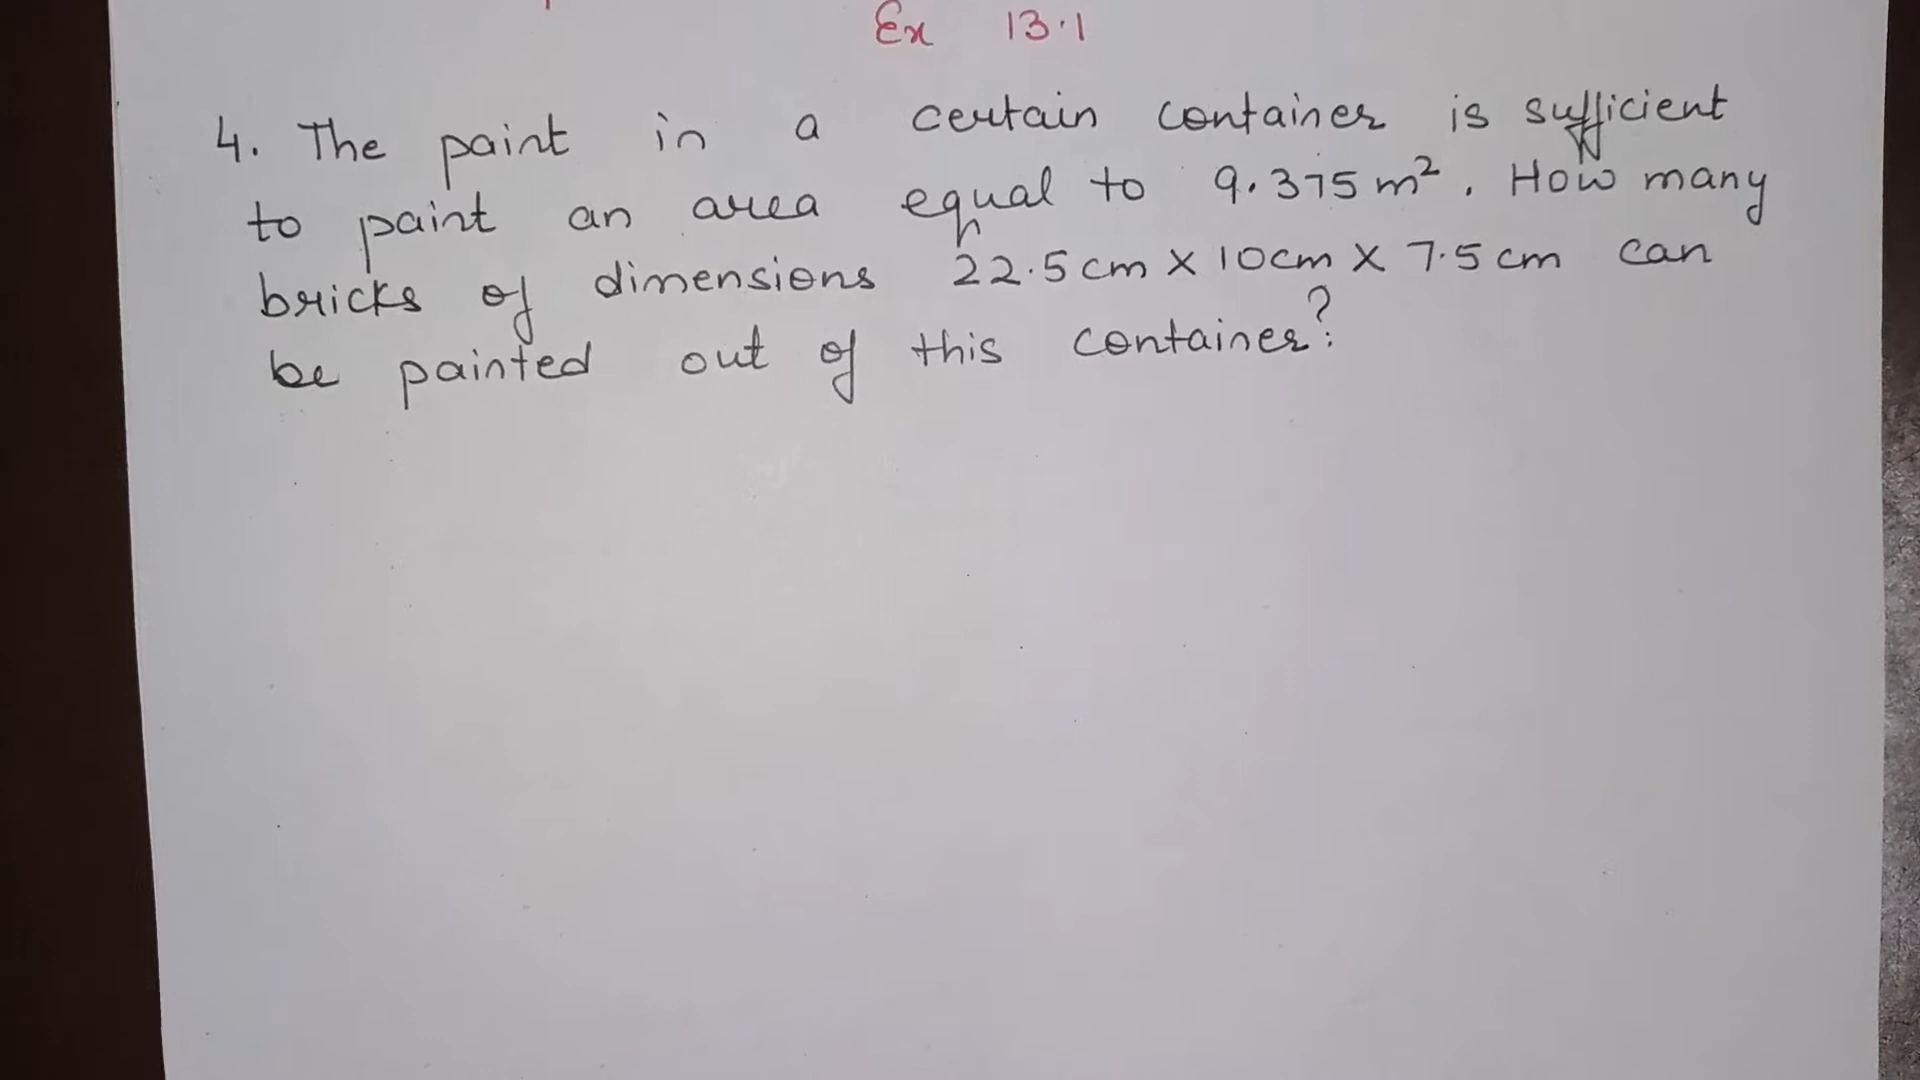 Ex 13.1
4. The paint in a certain container is sufficient
to paint an area equal to 9.375 m². How many
bricks of dimensions 22.5 cm X 10cm X 7.5 cm can
be painted out of this container?